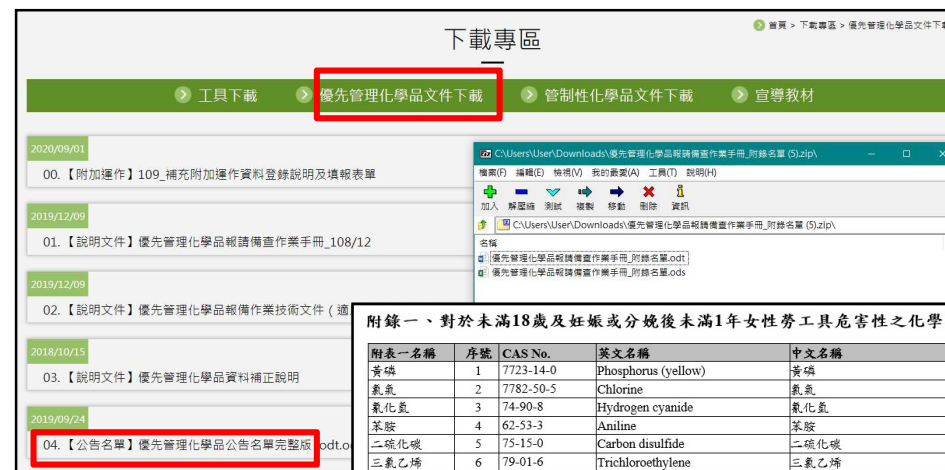 首頁 > 下載專區 > 優先管理化學品文件下載
下載專區
工具下載 優先管理化學品文件下載 管制性化學品文件下載 宣導教材
2020/09/01
00.【附加運作】109_補充附加運作資料登錄說明及填報表單
2019/12/09
01.【說明文件】優先管理化學品報請備查作業手冊_108/12
2019/12/09
02.【說明文件】優先管理化學品報備作業技術文件 ( 適
2018/10/15
03.【說明文件】優先管理化學品資料補正說明
2019/09/24
04.【公告名單】優先管理化學品公告名單完整版 odt.o
C:\Users\User\Downloads\優先管理化學品報請備查作業手冊_附錄名單 (5).zip\
檔案(F) 編輯(E) 檢視(V) 我的最愛(A) 工具(T) 說明(H)
加入 解壓縮 測試 複製 移動 刪除 資訊
C:\Users\User\Downloads\優先管理化學品報請備查作業手冊_附錄名單 (5).zip\
名稱
優先管理化學品報請備查作業手冊_附錄名單.odt
優先管理化學品報請備查作業手冊_附錄名單.ods
附錄一、對於未滿18歲及妊娠或分娩後未滿1年女性勞工具危害性之化學
附表一名稱 序號 CAS No. 英文名稱 中文名稱
黃磷 1 7723-14-0 Phosphorus (yellow) 黃磷
氯氣 2 7782-50-5 Chlorine 氯氣
氰化氫 3 74-90-8 Hydrogen cyanide 氰化氫
苯胺 4 62-53-3 Aniline 苯胺
二硫化碳 5 75-15-0 Carbon disulfide 二硫化碳
三氯乙烯 6 79-01-6 Trichloroethylene 三氯乙烯